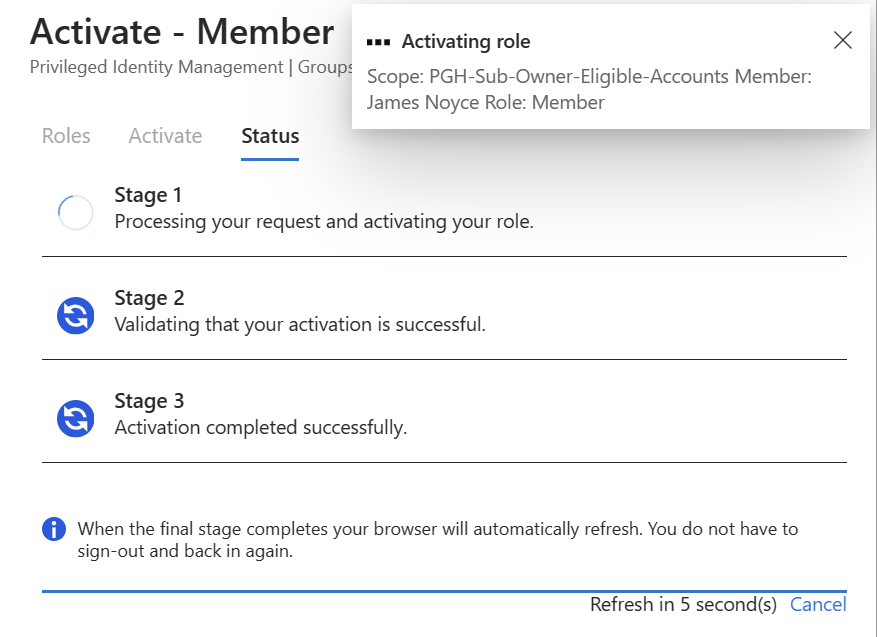 Activate - Member
Privileged Identity Management | Groups
Activating role
Scope: PGH-Sub-Owner-Eligible-Accounts Member:
James Noyce Role: Member
Roles
Activate
Status
Stage 1
Processing your request and activating your role.
Stage 2
Validating that your activation is successful.
Stage 3
Activation completed successfully.
When the final stage completes your browser will automatically refresh. You do not have to
sign-out and back in again.
Refresh in 5 second(s) Cancel